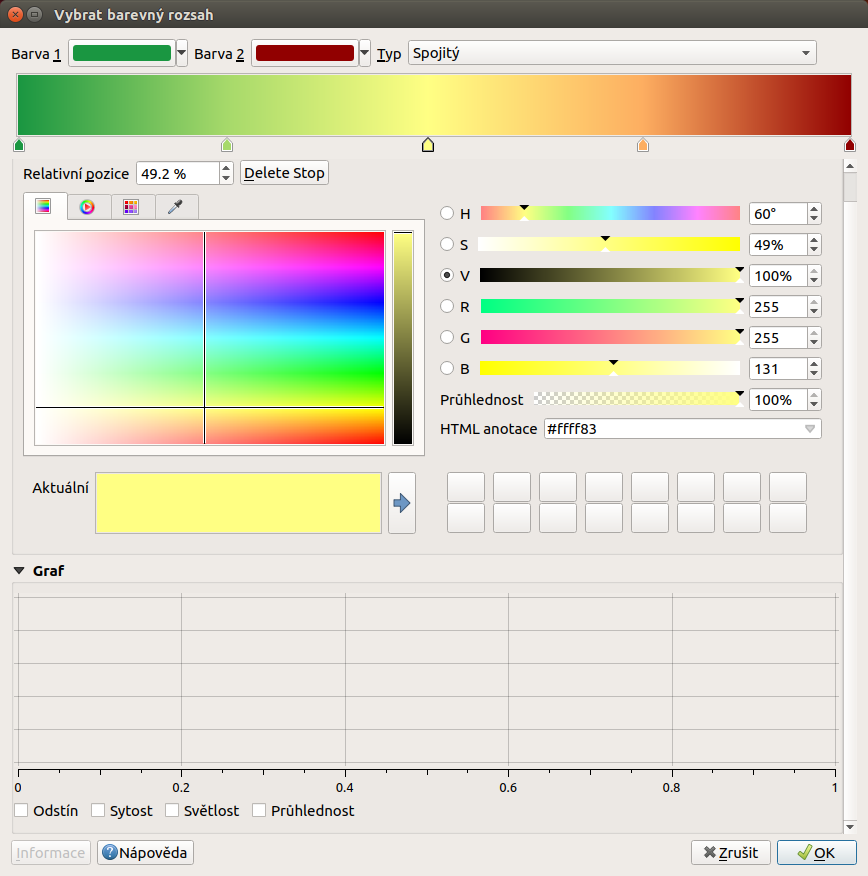 Vybrat barevný rozsah
Barva 1 Barva 2 Typ Spojitý
Relativní pozice 49.2 % Delete Stop
H 60°
S 49%
V 100%
R 255
G 255
B 131
Průhlednost 100%
HTML anotace #ffff83
Aktuální
Graf
0 0.2 0.4 0.6 0.8 1
Odstín Sytost Světlost Průhlednost
Informace Nápověda Zrušit OK